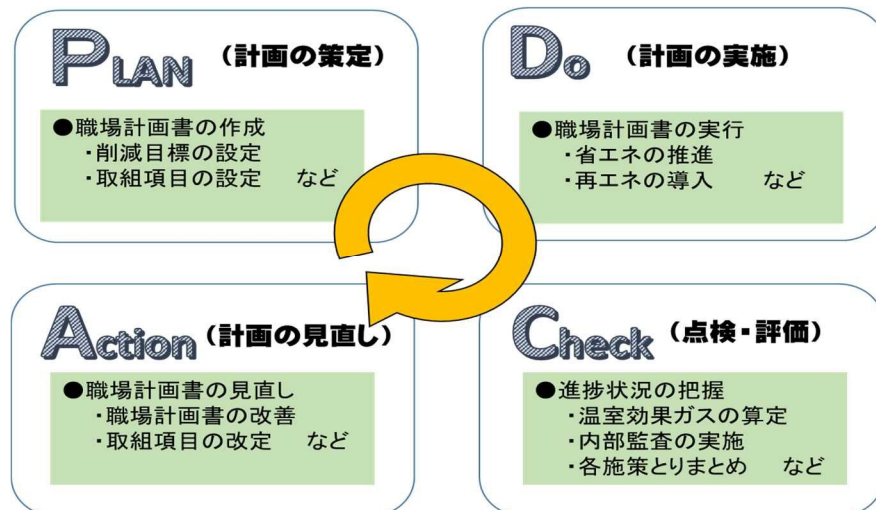 PLAN (計画の策定)
●職場計画書の作成
・削減目標の設定
・取組項目の設定 など
Do (計画の実施)
●職場計画書の実行
・省エネの推進
・再エネの導入 など
Action (計画の見直し)
●職場計画書の見直し
・職場計画書の改善
・取組項目の改定 など
Check (点検・評価)
●進捗状況の把握
・温室効果ガスの算定
・内部監査の実施
・各施策とりまとめ など